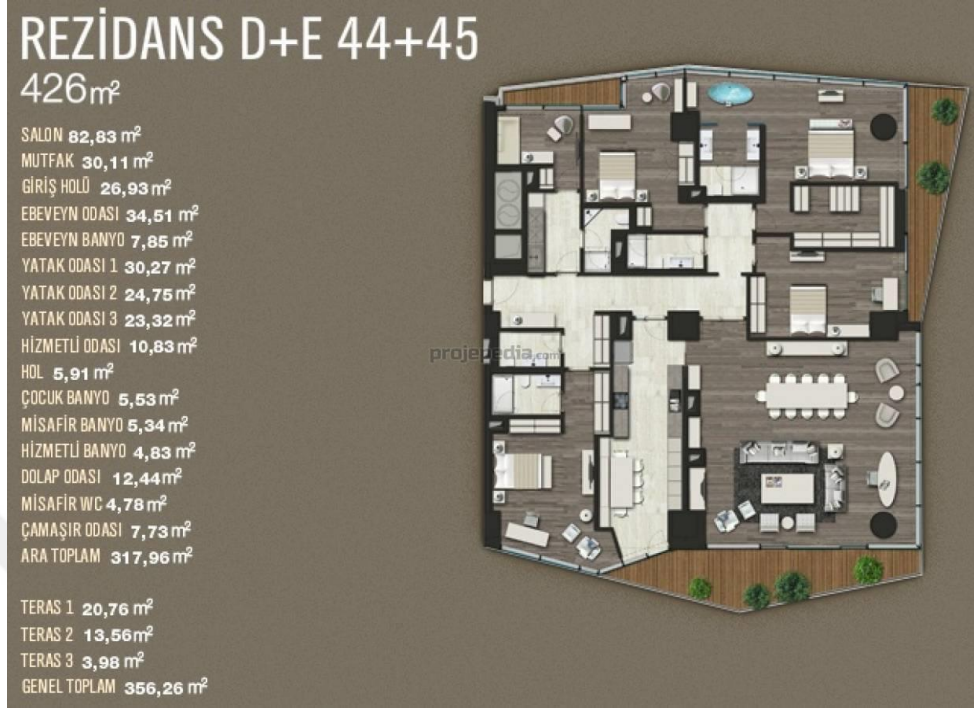 REZİDANS D+E 44+45
426m²
SALON 82,83 m²
MUTFAK 30,11 m²
GİRİŞ HOLÜ 26,93 m²
EBEVEYN ODASI 34,51 m²
EBEVEYN BANYO 7,85 m²
YATAK ODASI 1 30,27 m²
YATAK ODASI 2 24,75 m²
YATAK ODASI 3 23,32 m²
HİZMETLİ ODASI 10,83 m²
HOL 5,91 m²
ÇOCUK BANYO 5,53 m²
MİSAFİR BANYO 5,34 m²
HİZMETLİ BANYO 4,83 m²
DOLAP ODASI 12,44 m²
MİSAFİR WC 4,78 m²
ÇAMAŞIR ODASI 7,73 m²
ARA TOPLAM 317,96 m²
TERAS 1 20,76 m²
TERAS 2 13,56 m²
TERAS 3 3,98 m²
GENEL TOPLAM 356,26 m²
projepedia.com